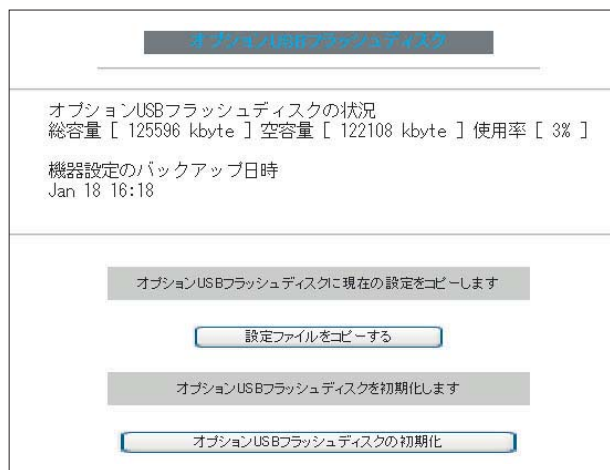 オプションUSBフラッシュディスク
オプションUSBフラッシュディスクの状況
総容量 [ 125596 kbyte ] 空容量 [ 122108 kbyte ] 使用率 [ 3% ]
機器設定のバックアップ日時
Jan 18 16:18
オプションUSBフラッシュディスクに現在の設定をコピーします
設定ファイルをコピーする
オプションUSBフラッシュディスクを初期化します
オプションUSBフラッシュディスクの初期化